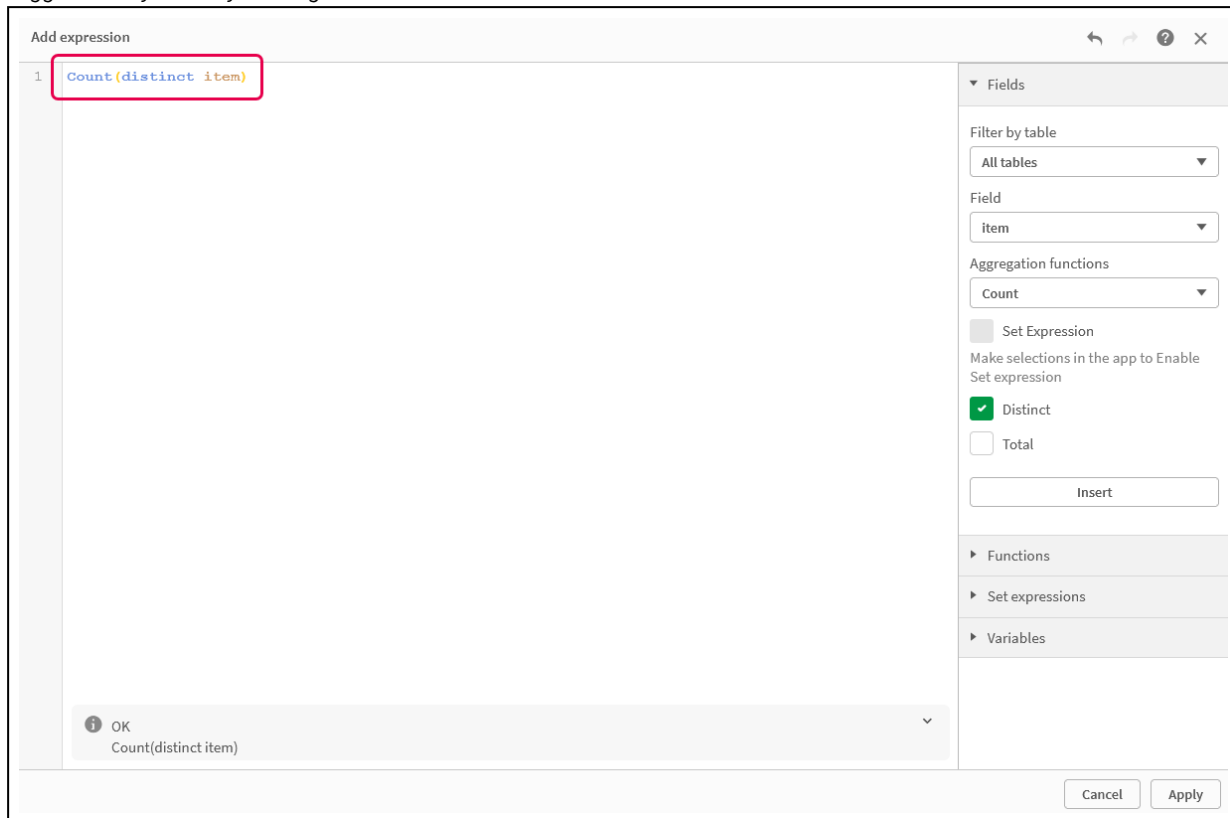 Add expression
1 Count(distinct item)
Fields
Filter by table
All tables
Field
item
Aggregation functions
Count
Set Expression
Make selections in the app to Enable
Set expression
Distinct
Total
Insert
Functions
Set expressions
Variables
OK
Count(distinct item)
Cancel
Apply